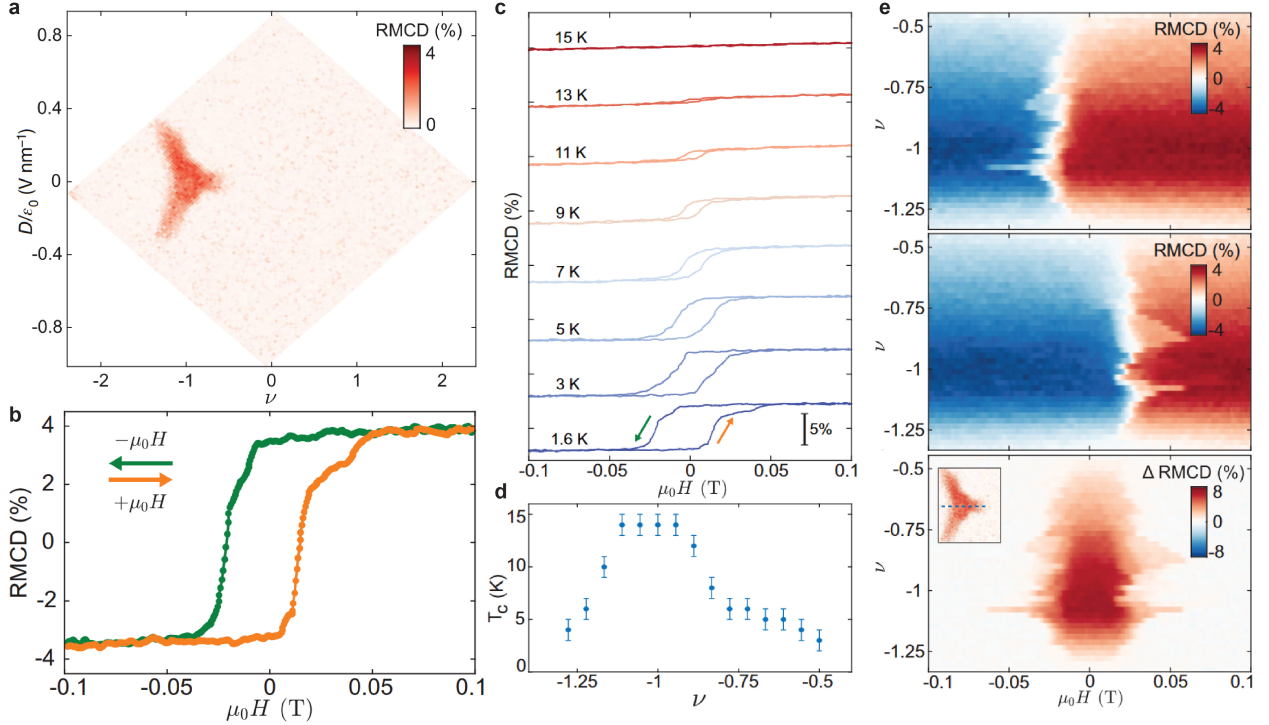 a
RMCD (%)
4
0
0.8
0.4
0
-0.4
-0.8
D/ε₀ (V nm⁻¹)
-2
-1
0
1
2
ν
b
4
2
0
-2
-4
RMCD (%)
−μ₀H
+μ₀H
-0.1
-0.05
0
0.05
0.1
μ₀H (T)
c
15 K
13 K
11 K
9 K
7 K
5 K
3 K
1.6 K
5%
RMCD (%)
-0.1
-0.05
0
0.05
0.1
μ₀H (T)
d
15
10
5
0
T_C (K)
-1.25
-1
-0.75
-0.5
ν
e
-0.5
-0.75
-1
-1.25
ν
RMCD (%)
4
0
-4
-0.5
-0.75
-1
-1.25
ν
RMCD (%)
4
0
-4
-0.5
-0.75
-1
-1.25
ν
Δ RMCD (%)
8
0
-8
-0.1
-0.05
0
0.05
0.1
μ₀H (T)